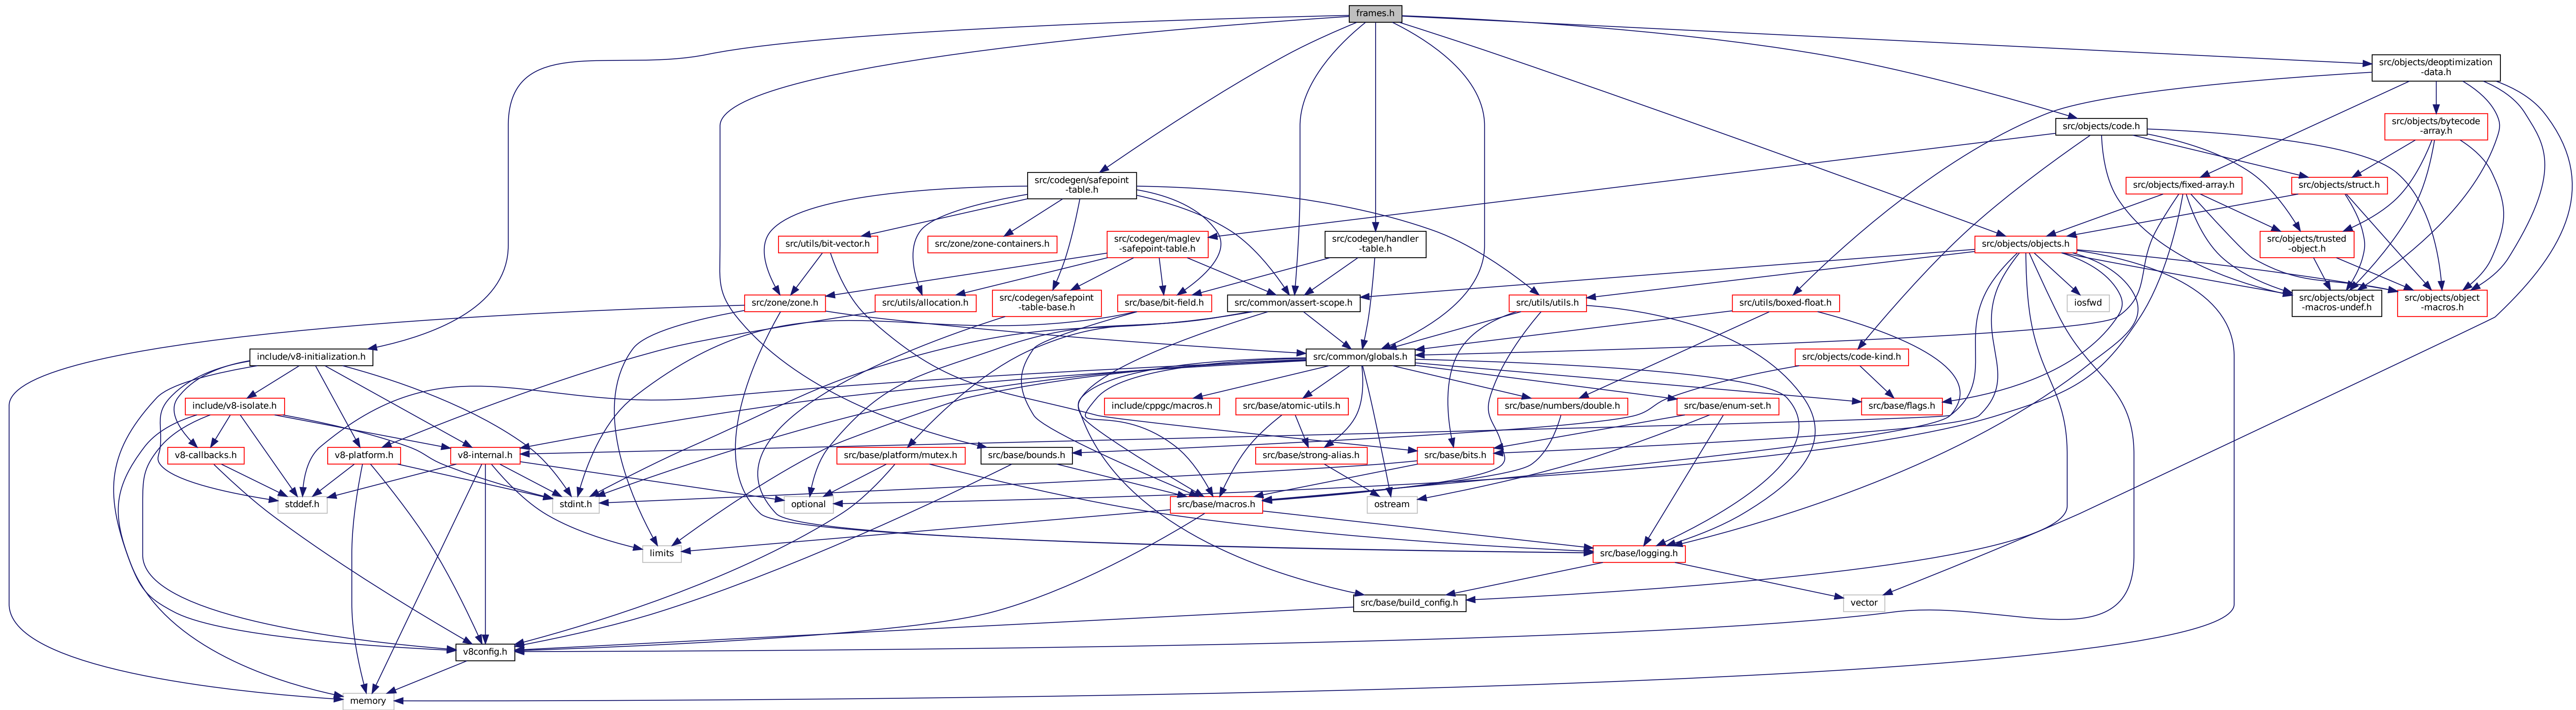 frames.h
src/objects/deoptimization
-data.h
src/objects/code.h
src/objects/bytecode
-array.h
src/codegen/safepoint
-table.h
src/objects/fixed-array.h
src/objects/struct.h
src/utils/bit-vector.h
src/zone/zone-containers.h
src/codegen/maglev
-safepoint-table.h
src/codegen/handler
-table.h
src/objects/objects.h
src/objects/trusted
-object.h
src/zone/zone.h
src/utils/allocation.h
src/codegen/safepoint
-table-base.h
src/base/bit-field.h
src/common/assert-scope.h
src/utils/utils.h
src/utils/boxed-float.h
iosfwd
src/objects/object
-macros-undef.h
src/objects/object
-macros.h
include/v8-initialization.h
src/common/globals.h
src/objects/code-kind.h
include/v8-isolate.h
include/cppgc/macros.h
src/base/atomic-utils.h
src/base/numbers/double.h
src/base/enum-set.h
src/base/flags.h
v8-callbacks.h
v8-platform.h
v8-internal.h
src/base/platform/mutex.h
src/base/bounds.h
src/base/strong-alias.h
src/base/bits.h
stddef.h
stdint.h
optional
src/base/macros.h
ostream
limits
src/base/logging.h
src/base/build_config.h
vector
v8config.h
memory